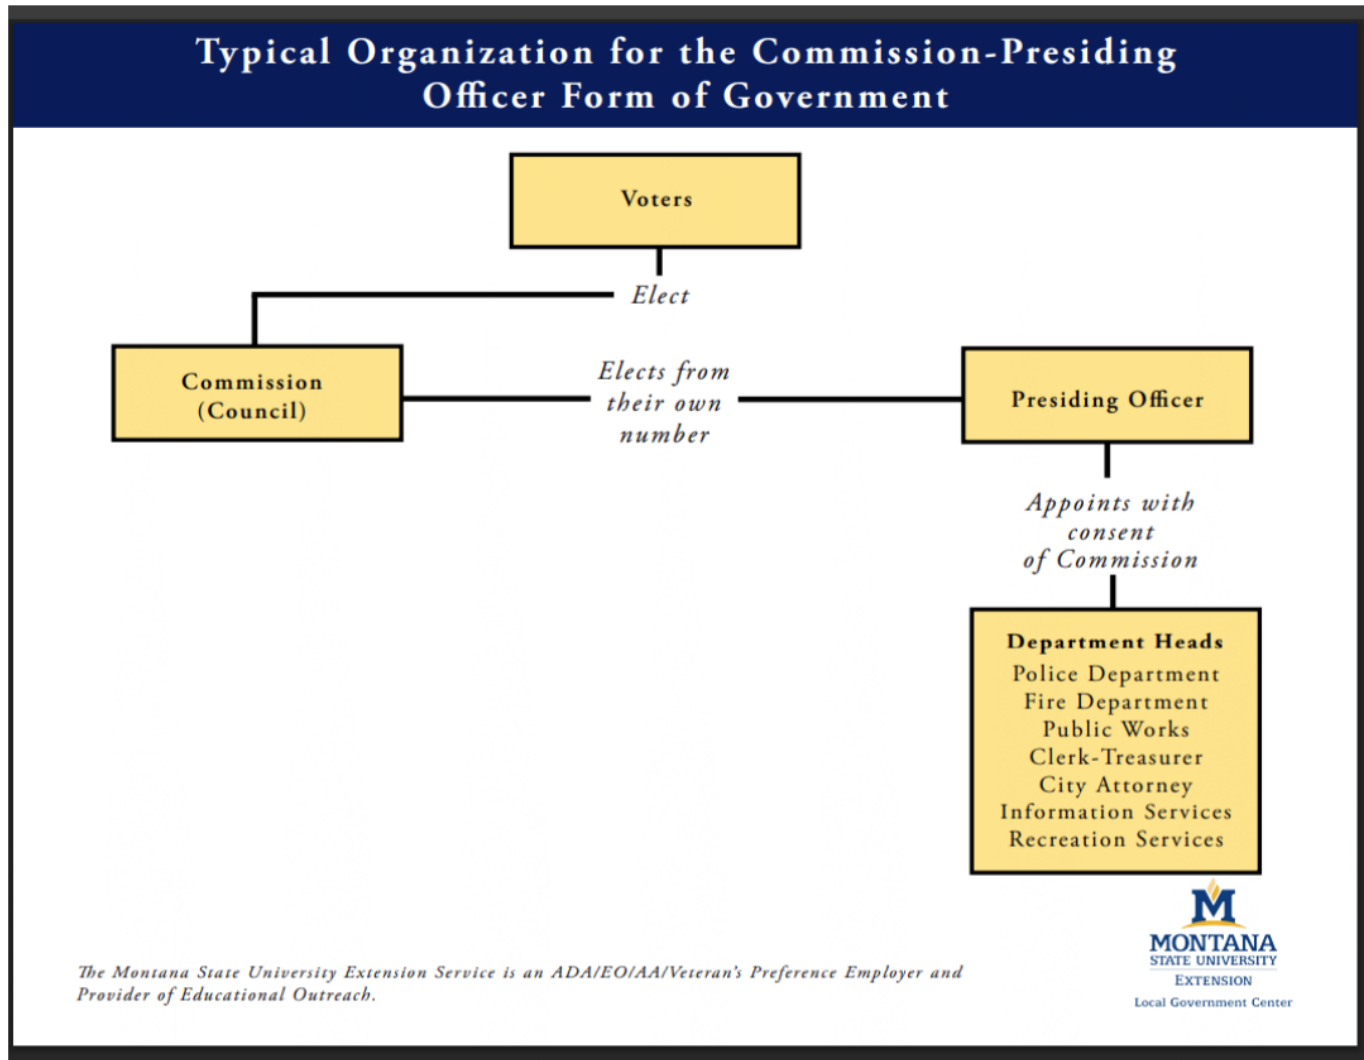 Typical Organization for the Commission-Presiding
Officer Form of Government
Voters
Elect
Commission
(Council)
Elects from
their own
number
Presiding Officer
Appoints with
consent
of Commission
Department Heads
Police Department
Fire Department
Public Works
Clerk-Treasurer
City Attorney
Information Services
Recreation Services
The Montana State University Extension Service is an ADA/EO/AA/Veteran's Preference Employer and
Provider of Educational Outreach.
M
MONTANA
STATE UNIVERSITY
EXTENSION
Local Government Center